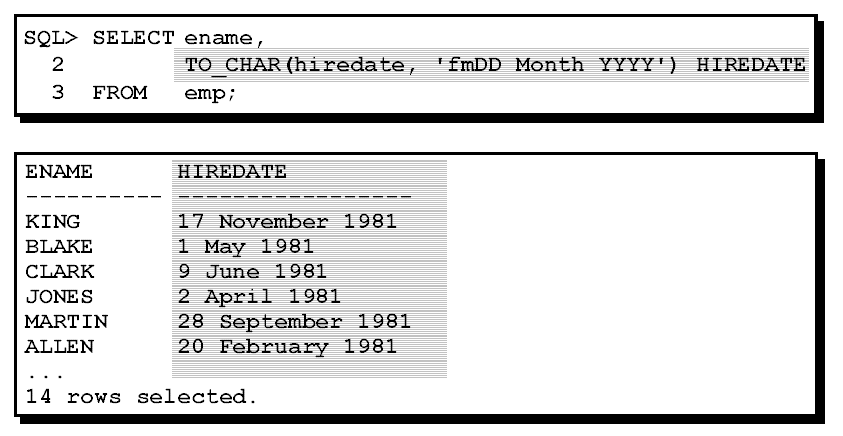 SQL> SELECT ename,
2 TO_CHAR(hiredate, 'fmDD Month YYYY') HIREDATE
3 FROM emp;
ENAME HIREDATE
---------- -----------------
KING 17 November 1981
BLAKE 1 May 1981
CLARK 9 June 1981
JONES 2 April 1981
MARTIN 28 September 1981
ALLEN 20 February 1981
...
14 rows selected.